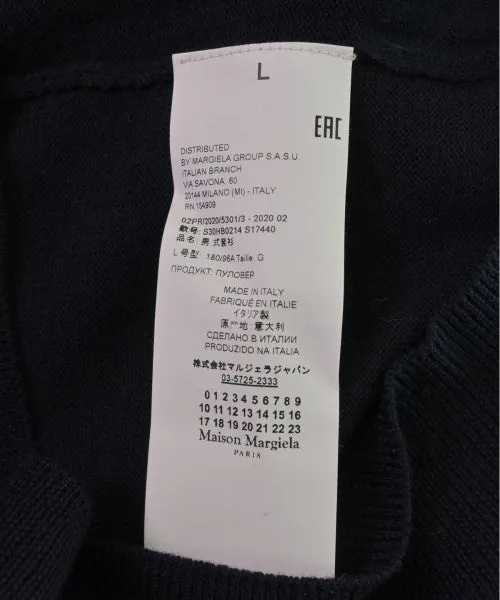 L
EAC
DISTRIBUTED
BY MARGIELA GROUP S.A.S.U.
ITALIAN BRANCH
VIA SAVONA, 60
20144 MILANO (MI) - ITALY
RN 154909
02PR/2020/5301/3 - 2020 02
款号: S30HB0214 S17440
品名: 男 式套衫
L 号型: 180/96A Taille: G
ПРОДУКТ: ПУЛОВЕР
MADE IN ITALY
FABRIQUÉ EN ITALIE
イタリア製
原产地 意大利
СДЕЛАНО В ИТАЛИИ
PRODUZIDO NA ITALIA
株式会社マルジェラジャパン
03-5725-2333
0 1 2 3 4 5 6 7 8 9
10 11 12 13 14 15 16
17 18 19 20 21 22 23
Maison Margiela
PARIS